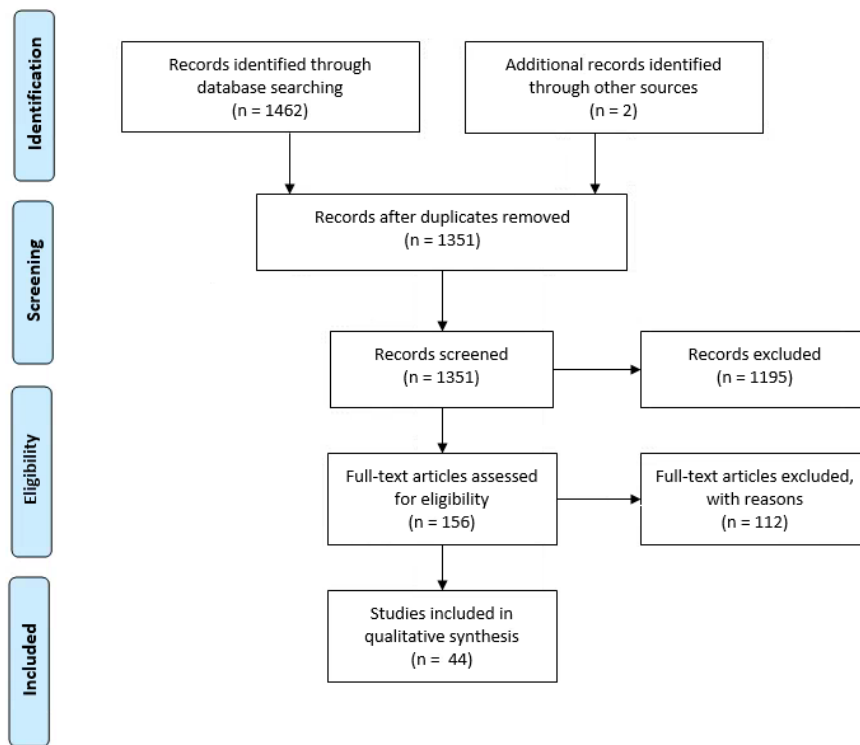 Identification
Records identified through
database searching
(n = 1462)
Additional records identified
through other sources
(n = 2)
Screening
Records after duplicates removed
(n = 1351)
Records screened
(n = 1351)
Records excluded
(n = 1195)
Eligibility
Full-text articles assessed
for eligibility
(n = 156)
Full-text articles excluded,
with reasons
(n = 112)
Included
Studies included in
qualitative synthesis
(n = 44)